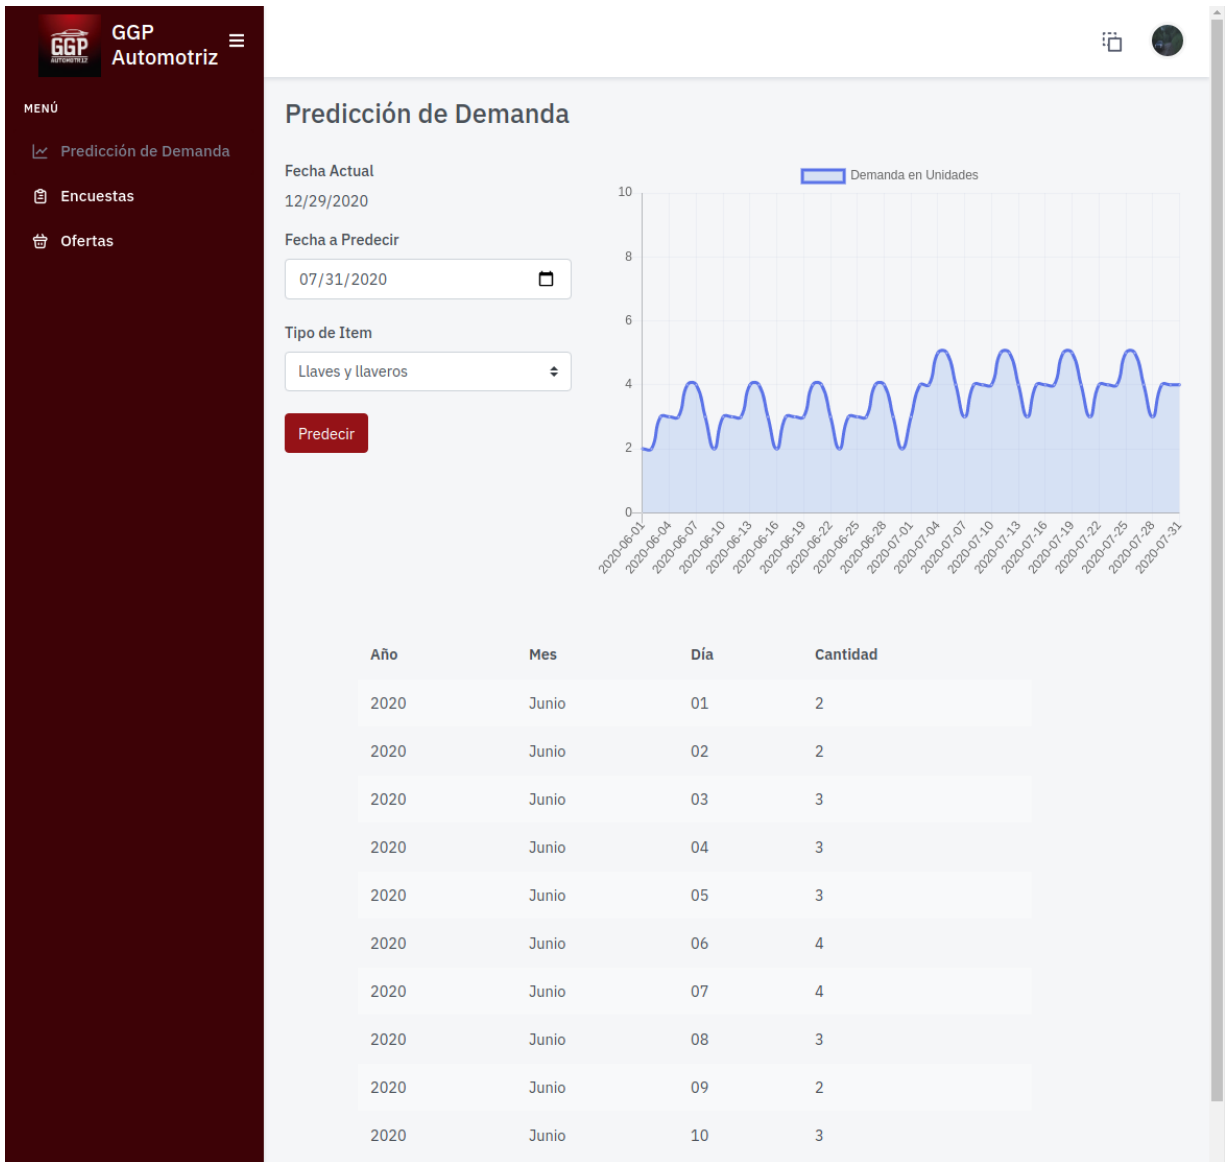 GGP
AUTOMOTRIZ
GGP
Automotriz
MENÚ
Predicción de Demanda
Encuestas
Ofertas
Predicción de Demanda
Fecha Actual
12/29/2020
Fecha a Predecir
07/31/2020
Tipo de Item
Llaves y llaveros
Predecir
Demanda en Unidades
10
8
6
4
2
0
2020-06-01
2020-06-04
2020-06-07
2020-06-10
2020-06-13
2020-06-16
2020-06-19
2020-06-22
2020-06-25
2020-06-28
2020-07-01
2020-07-04
2020-07-07
2020-07-10
2020-07-13
2020-07-16
2020-07-19
2020-07-22
2020-07-25
2020-07-28
2020-07-31
Año Mes Día Cantidad
2020 Junio 01 2
2020 Junio 02 2
2020 Junio 03 3
2020 Junio 04 3
2020 Junio 05 3
2020 Junio 06 4
2020 Junio 07 4
2020 Junio 08 3
2020 Junio 09 2
2020 Junio 10 3